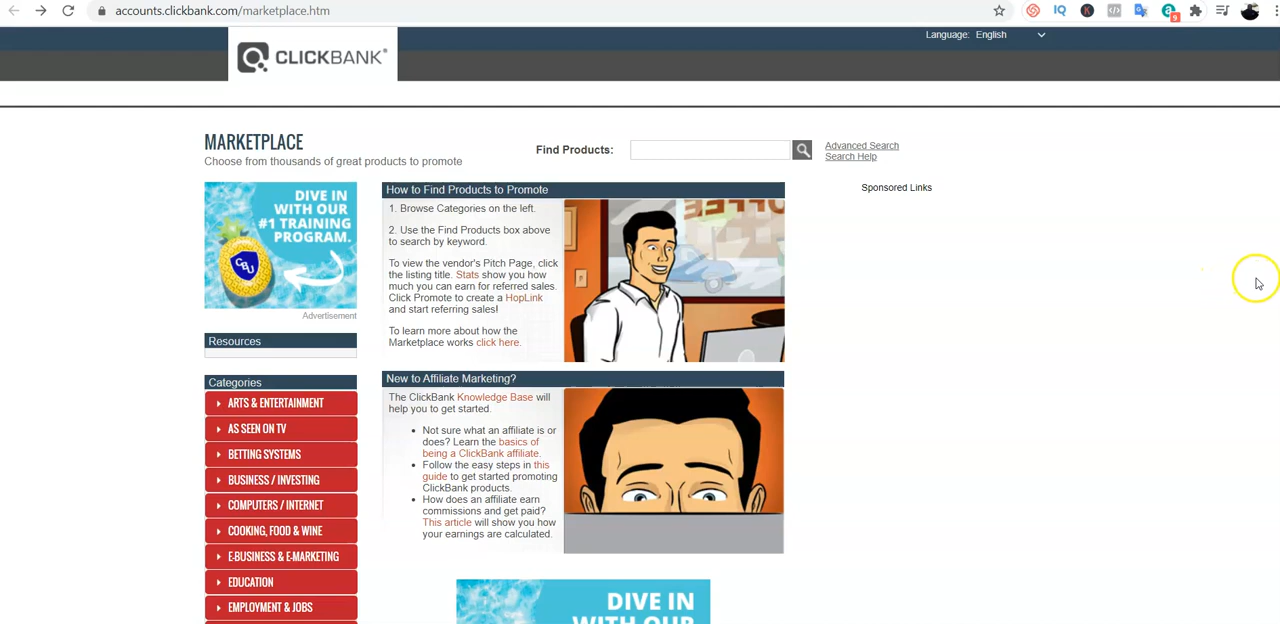 accounts.clickbank.com/marketplace.htm
IQ
K
a
9
Language: English
CLICKBANK®
MARKETPLACE
Choose from thousands of great products to promote
Find Products:
Advanced Search
Search Help
Sponsored Links
DIVE IN
WITH OUR
#1 TRAINING
PROGRAM.
CBU
Advertisement
Resources
Categories
ARTS & ENTERTAINMENT
AS SEEN ON TV
BETTING SYSTEMS
BUSINESS / INVESTING
COMPUTERS / INTERNET
COOKING, FOOD & WINE
E-BUSINESS & E-MARKETING
EDUCATION
EMPLOYMENT & JOBS
How to Find Products to Promote
1. Browse Categories on the left.
2. Use the Find Products box above
to search by keyword.
To view the vendor's Pitch Page, click
the listing title. Stats show you how
much you can earn for referred sales.
Click Promote to create a HopLink
and start referring sales!
To learn more about how the
Marketplace works click here.
New to Affiliate Marketing?
The ClickBank Knowledge Base will
help you to get started.
• Not sure what an affiliate is or
does? Learn the basics of
being a ClickBank affiliate.
• Follow the easy steps in this
guide to get started promoting
ClickBank products.
• How does an affiliate earn
commissions and get paid?
This article will show you how
your earnings are calculated.
DIVE IN
WITH OUR